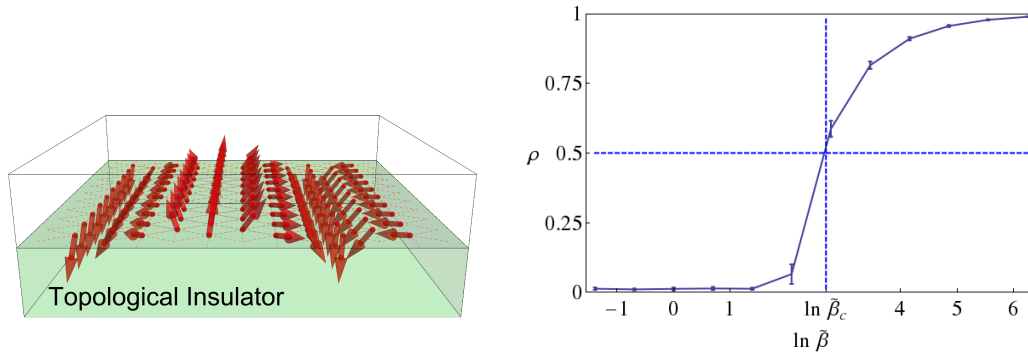 Topological Insulator
1
0.75
ρ 0.5
0.25
0
−1 0 1 ln β̃c 4 5 6
ln β̃